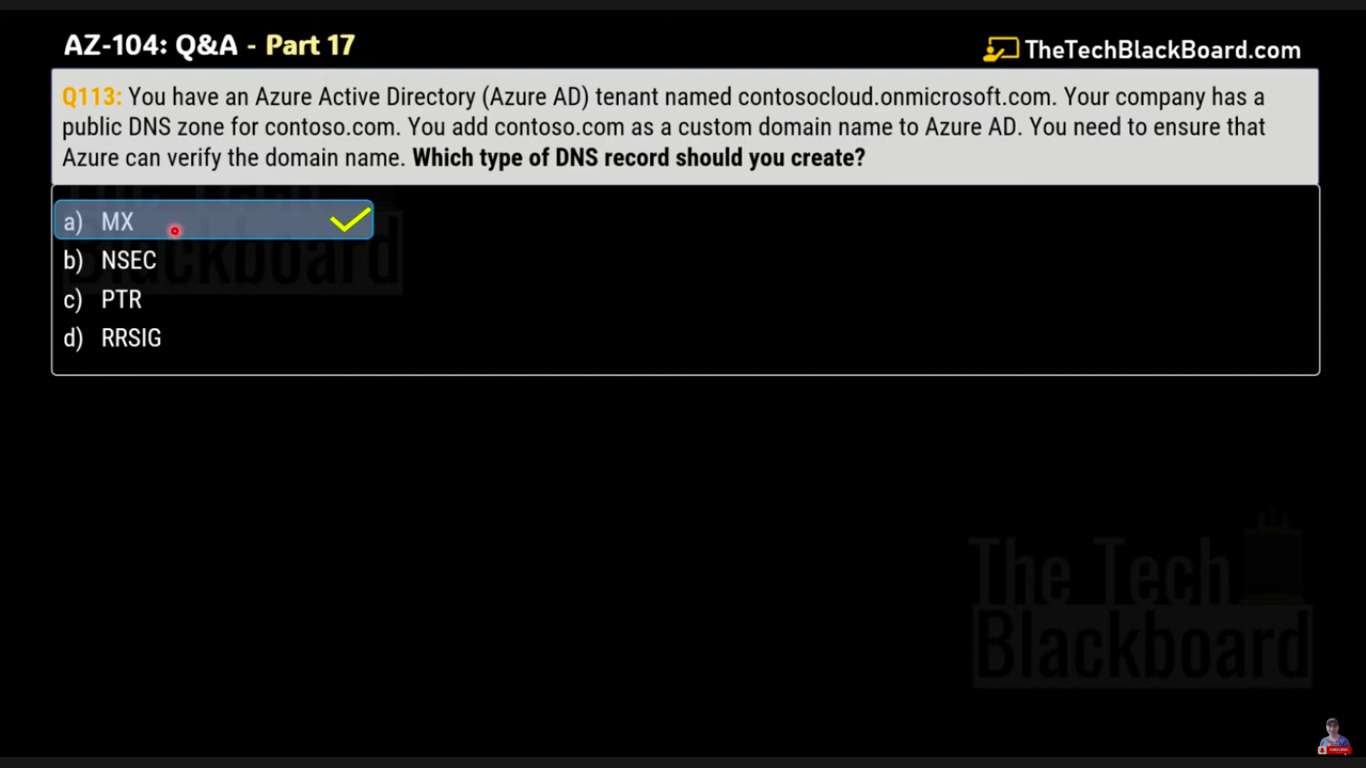 AZ-104: Q&A - Part 17
TheTechBlackBoard.com
Q113: You have an Azure Active Directory (Azure AD) tenant named contosocloud.onmicrosoft.com. Your company has a
public DNS zone for contoso.com. You add contoso.com as a custom domain name to Azure AD. You need to ensure that
Azure can verify the domain name. Which type of DNS record should you create?
a) MX
b) NSEC
c) PTR
d) RRSIG
The Tech
Blackboard
The Tech
Blackboard